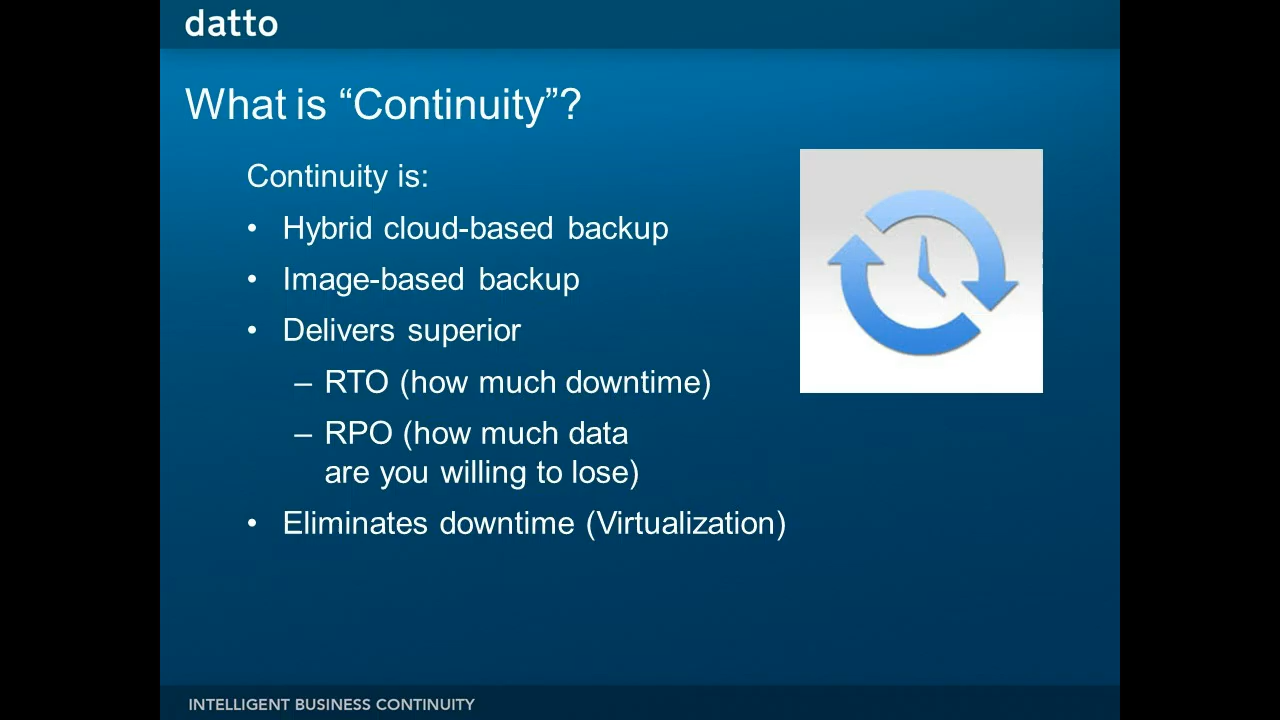 datto
What is “Continuity”?
Continuity is:
• Hybrid cloud-based backup
• Image-based backup
• Delivers superior
– RTO (how much downtime)
– RPO (how much data
are you willing to lose)
• Eliminates downtime (Virtualization)
INTELLIGENT BUSINESS CONTINUITY